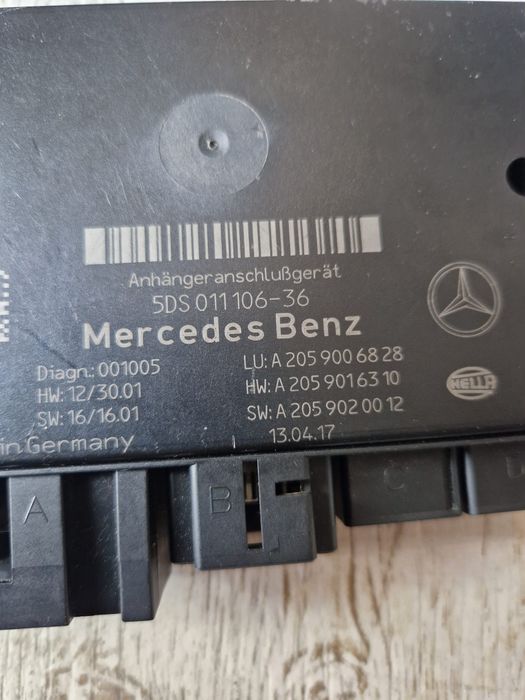 Anhängeranschlußgerät
5DS 011 106-36
Mercedes Benz
Diagn.: 001005
HW: 12/30.01
SW: 16/16.01
in Germany
LU: A 205 900 68 28
HW: A 205 901 63 10
SW: A 205 902 00 12
13.04.17
HELLA
A
B
C